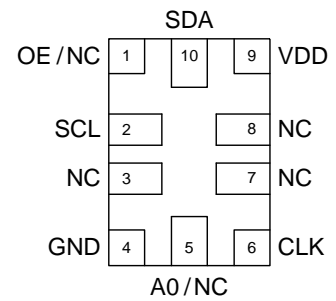 SDA
OE/NC 1 10 9 VDD
SCL 2 8 NC
NC 3 7 NC
GND 4 5 6 CLK
A0/NC